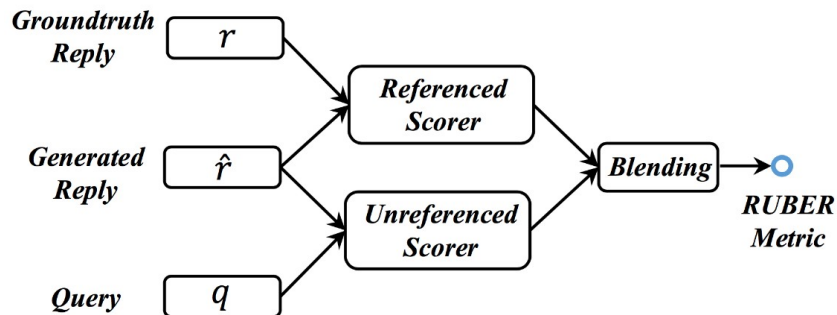 Groundtruth
Reply
r
Referenced
Scorer
Generated
Reply
r̂
Blending
RUBER
Metric
Unreferenced
Scorer
Query
q